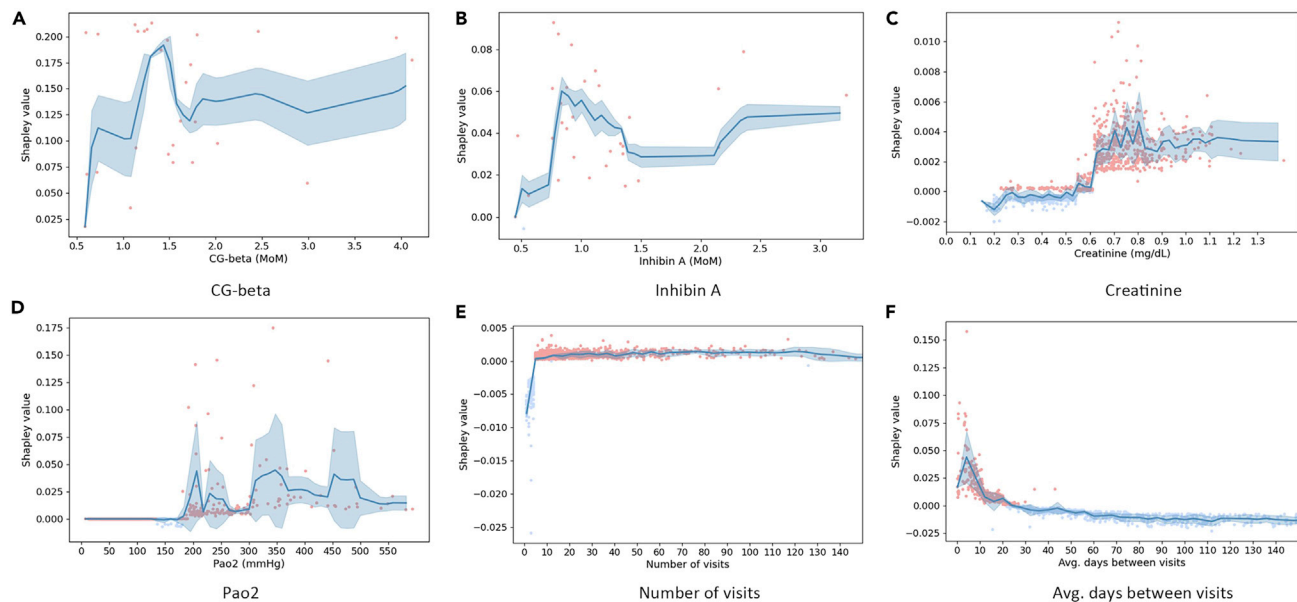 A
0.200
0.175
0.150
0.125
0.100
0.075
0.050
0.025
Shapley value
0.5 1.0 1.5 2.0 2.5 3.0 3.5 4.0
CG-beta (MoM)
CG-beta
B
0.08
0.06
0.04
0.02
0.00
Shapley value
0.5 1.0 1.5 2.0 2.5 3.0
Inhibin A (MoM)
Inhibin A
C
0.010
0.008
0.006
0.004
0.002
0.000
−0.002
Shapley value
0.0 0.1 0.2 0.3 0.4 0.5 0.6 0.7 0.8 0.9 1.0 1.1 1.2 1.3
Creatinine (mg/dL)
Creatinine
D
0.175
0.150
0.125
0.100
0.075
0.050
0.025
0.000
Shapley value
0 50 100 150 200 250 300 350 400 450 500 550
Pao2 (mmHg)
Pao2
E
0.005
0.000
−0.005
−0.010
−0.015
−0.020
−0.025
Shapley value
0 10 20 30 40 50 60 70 80 90 100 110 120 130 140
Number of visits
Number of visits
F
0.150
0.125
0.100
0.075
0.050
0.025
0.000
−0.025
Shapley value
0 10 20 30 40 50 60 70 80 90 100 110 120 130 140
Avg. days between visits
Avg. days between visits